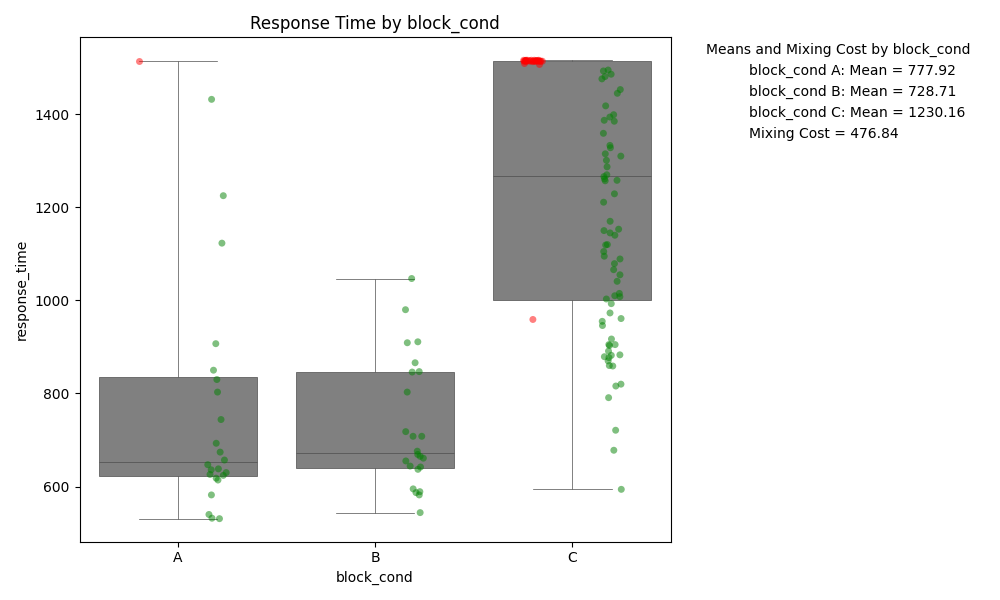 Response Time by block_cond
Means and Mixing Cost by block_cond
block_cond A: Mean = 777.92
block_cond B: Mean = 728.71
block_cond C: Mean = 1230.16
Mixing Cost = 476.84
response_time
1400
1200
1000
800
600
A
B
C
block_cond